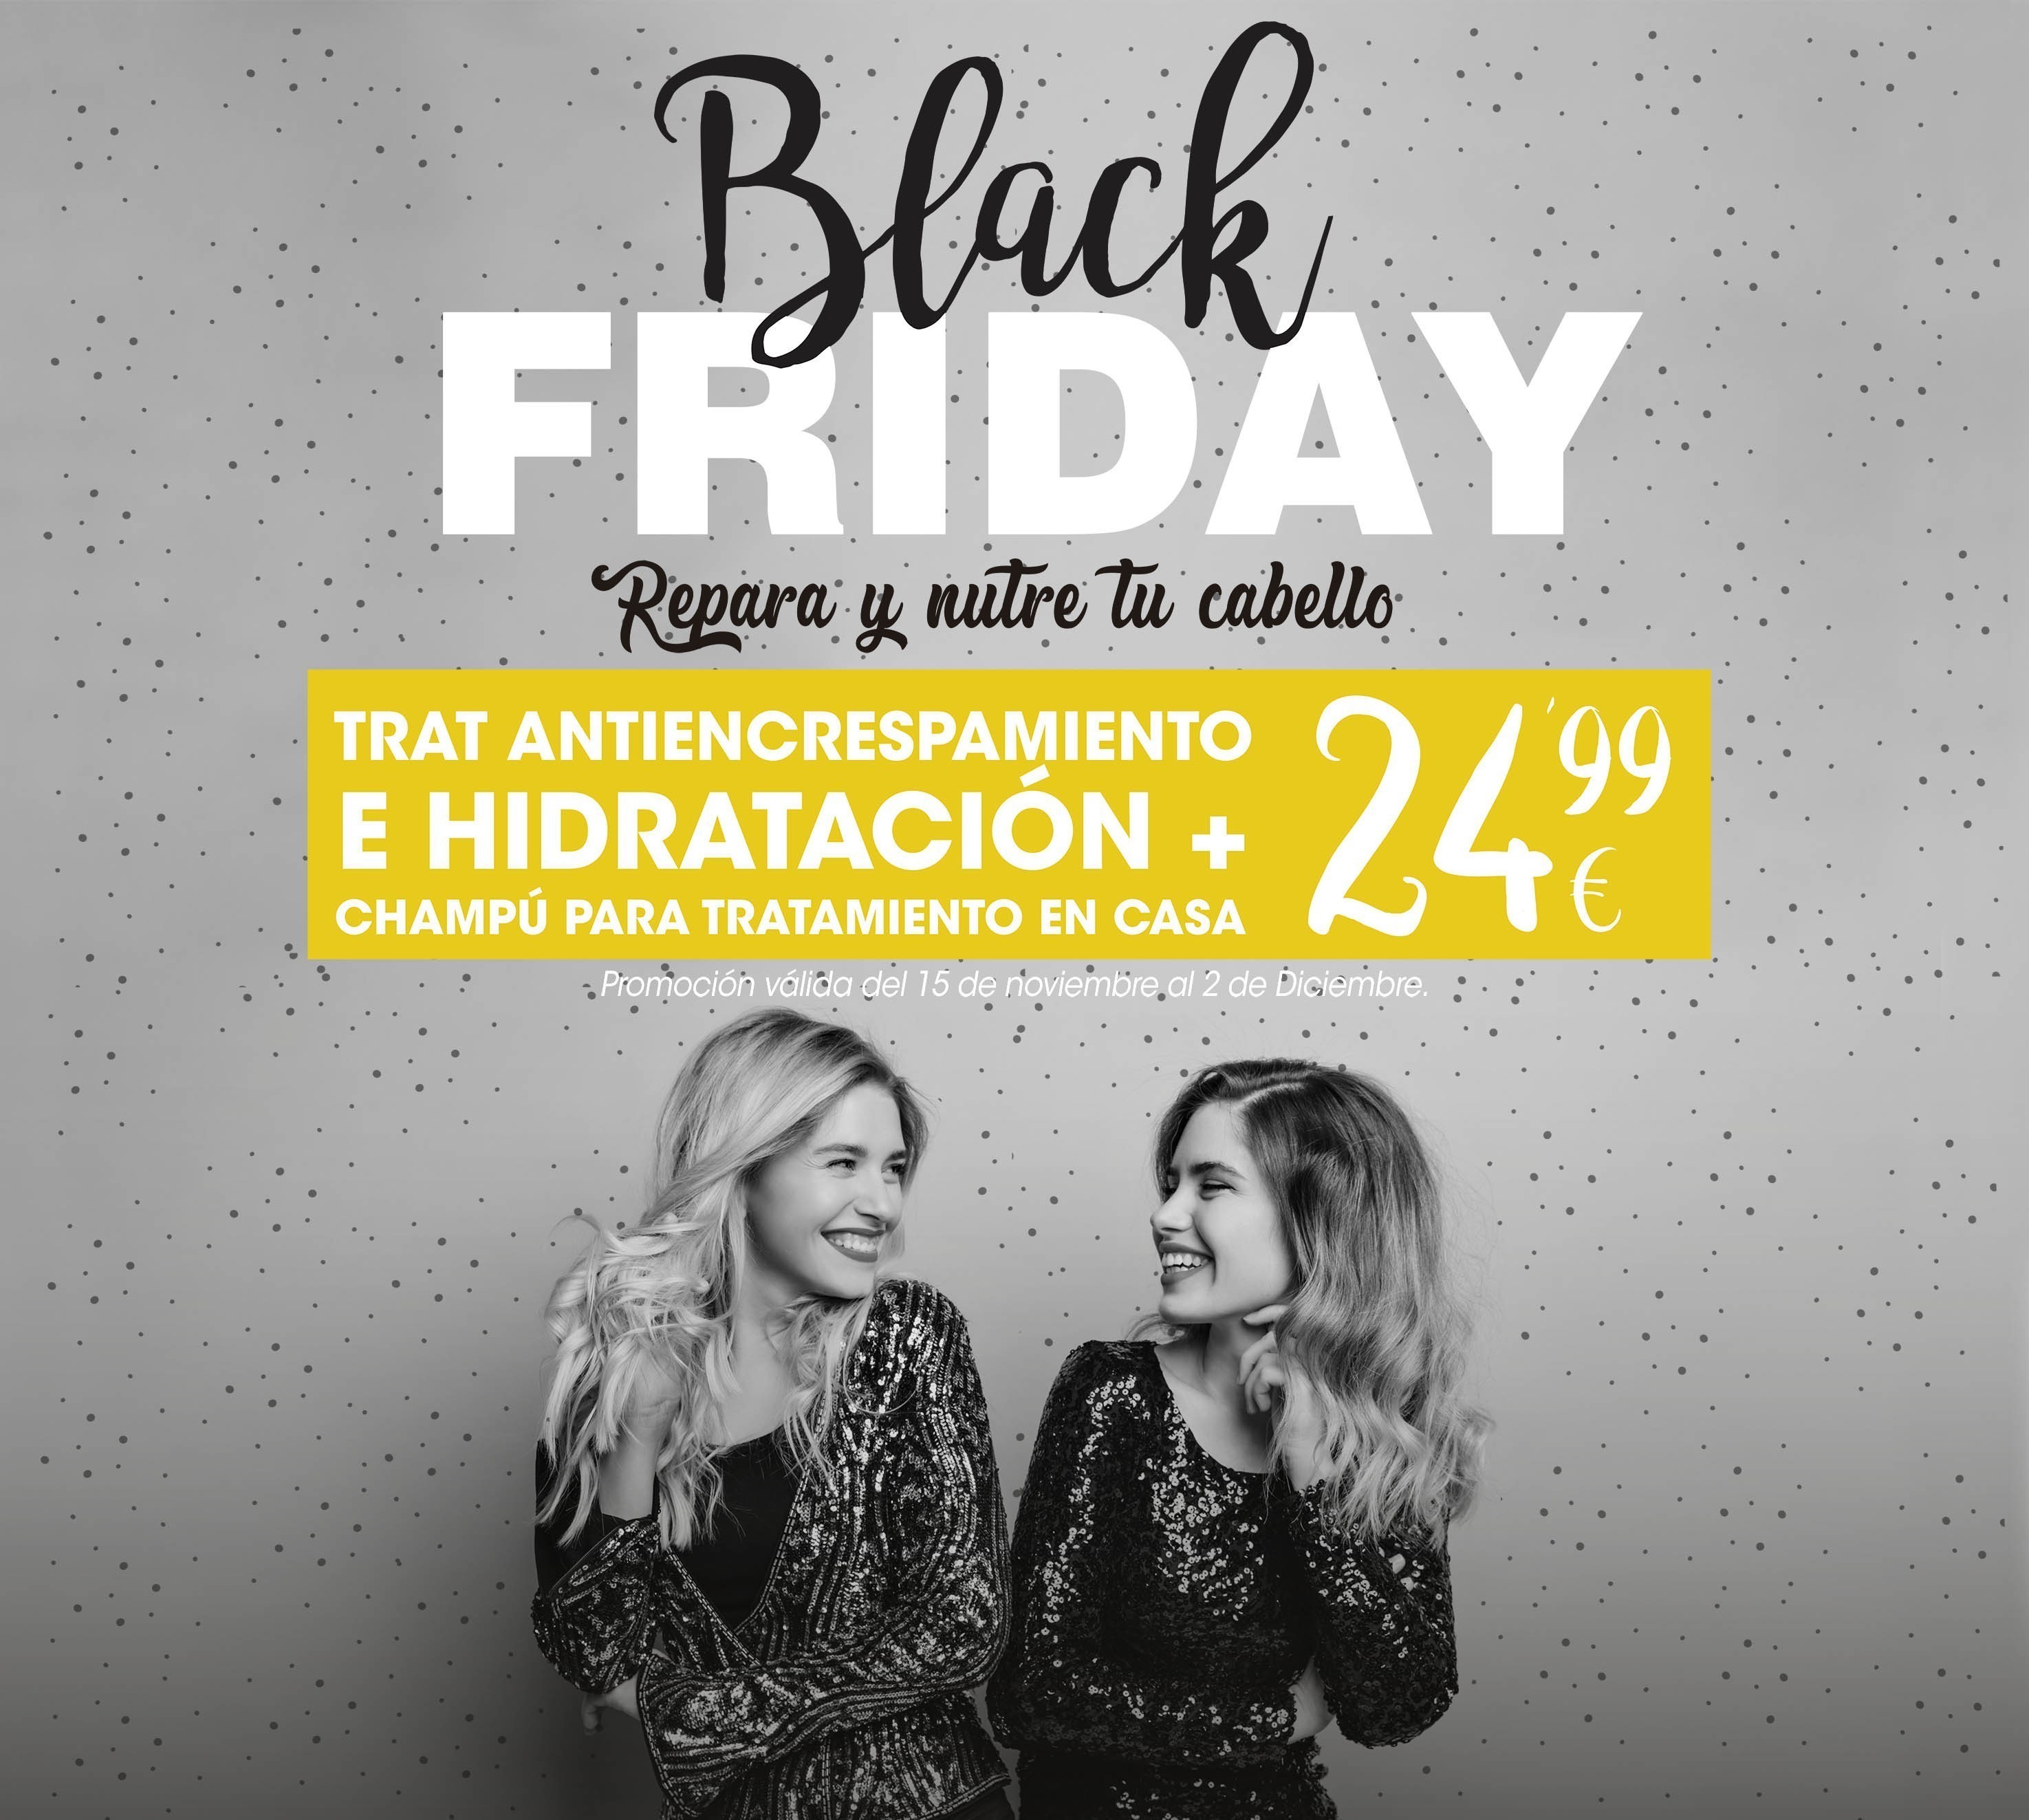 Black
FRIDAY
Repara y nutre tu cabello
TRAT ANTIENCRESPAMIENTO
E HIDRATACIÓN +
CHAMPÚ PARA TRATAMIENTO EN CASA
24'99
€
Promoción válida del 15 de noviembre al 2 de Diciembre.